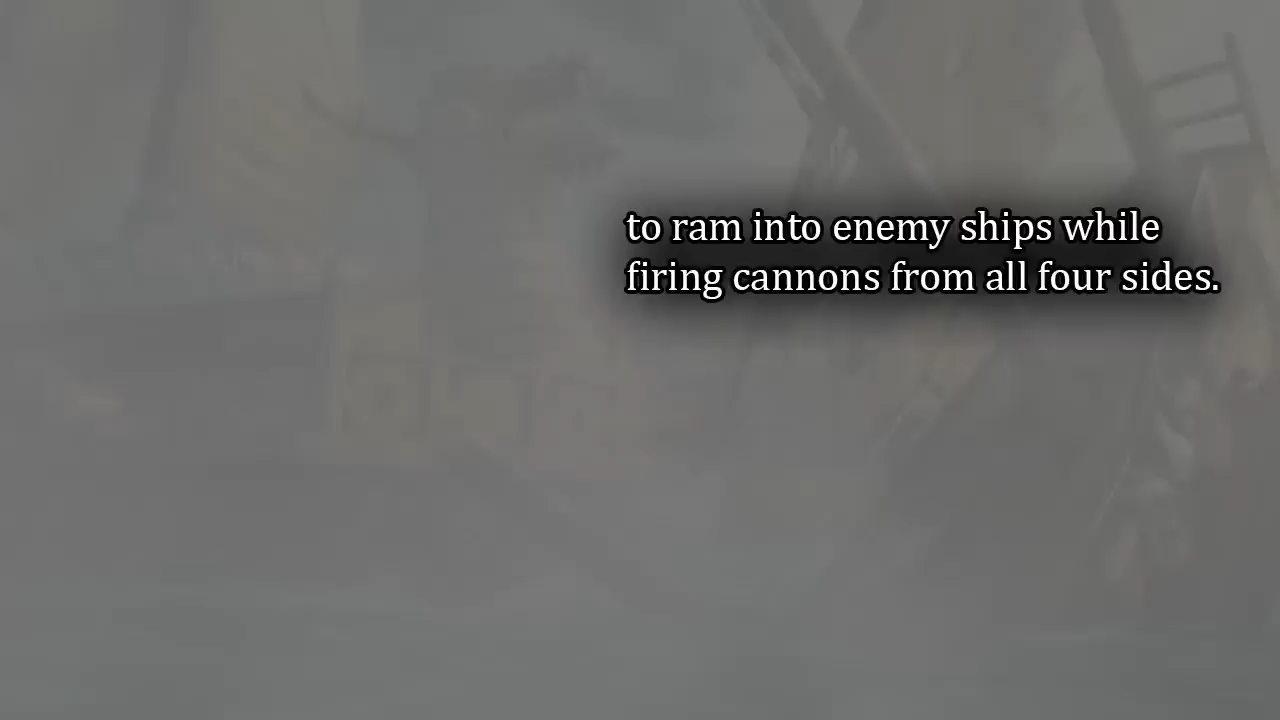 to ram into enemy ships while
firing cannons from all four sides.